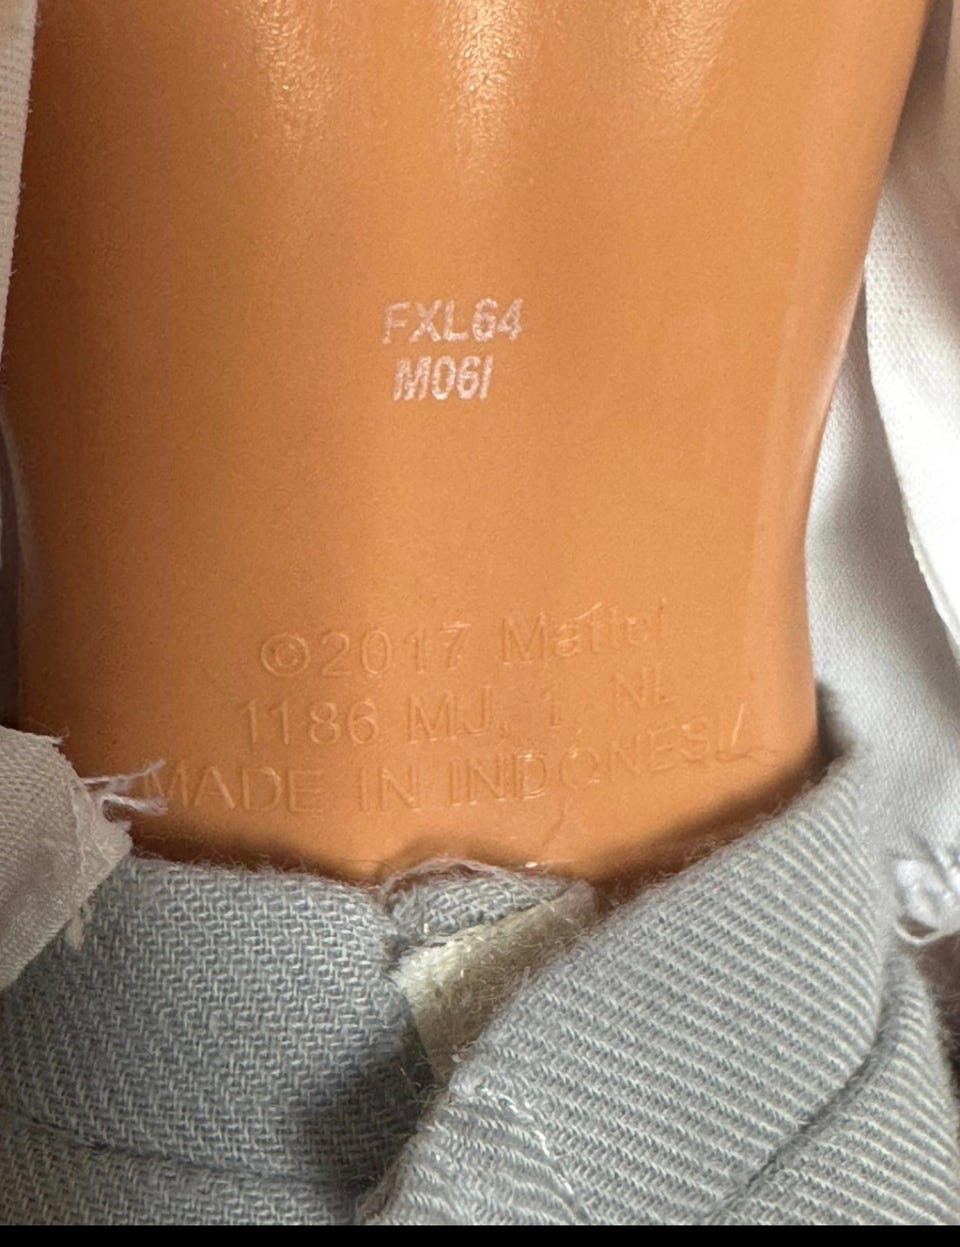 FXL64
M06I
©2017 Mattel
1186 MJ, 1, NL
MADE IN INDONESIA